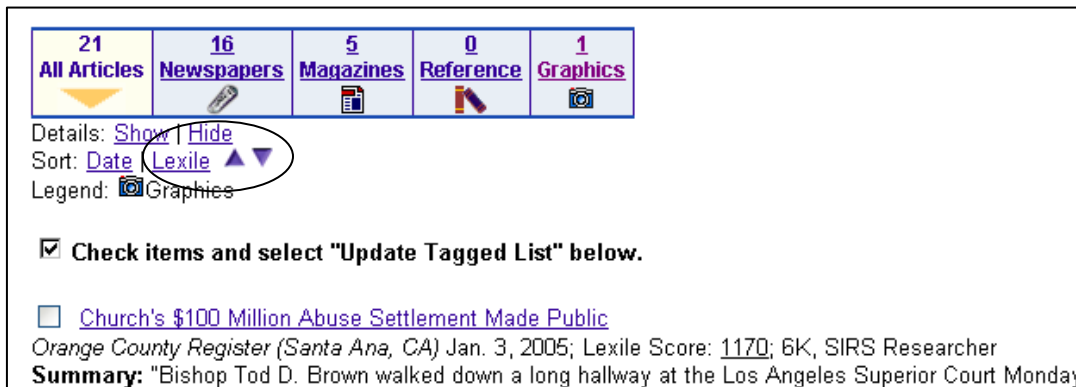 21 16 5 0 1
All Articles Newspapers Magazines Reference Graphics
Details: Show | Hide
Sort: Date | Lexile
Legend: Graphics
Check items and select "Update Tagged List" below.
Church's $100 Million Abuse Settlement Made Public
Orange County Register (Santa Ana, CA) Jan. 3, 2005; Lexile Score: 1170; 6K, SIRS Researcher
Summary: "Bishop Tod D. Brown walked down a long hallway at the Los Angeles Superior Court Monday